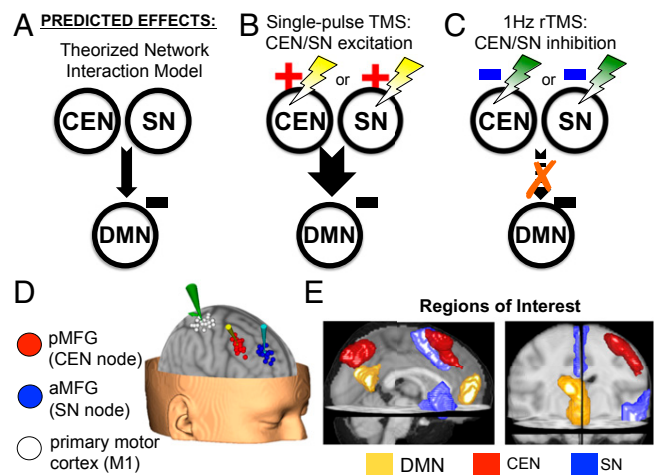 A PREDICTED EFFECTS:
Theorized Network
Interaction Model
CEN SN
DMN
B Single-pulse TMS:
CEN/SN excitation
+ or +
CEN SN
DMN
C 1Hz rTMS:
CEN/SN inhibition
- or -
CEN SN
X
DMN
D
pMFG
(CEN node)
aMFG
(SN node)
primary motor
cortex (M1)
E
Regions of Interest
DMN CEN SN